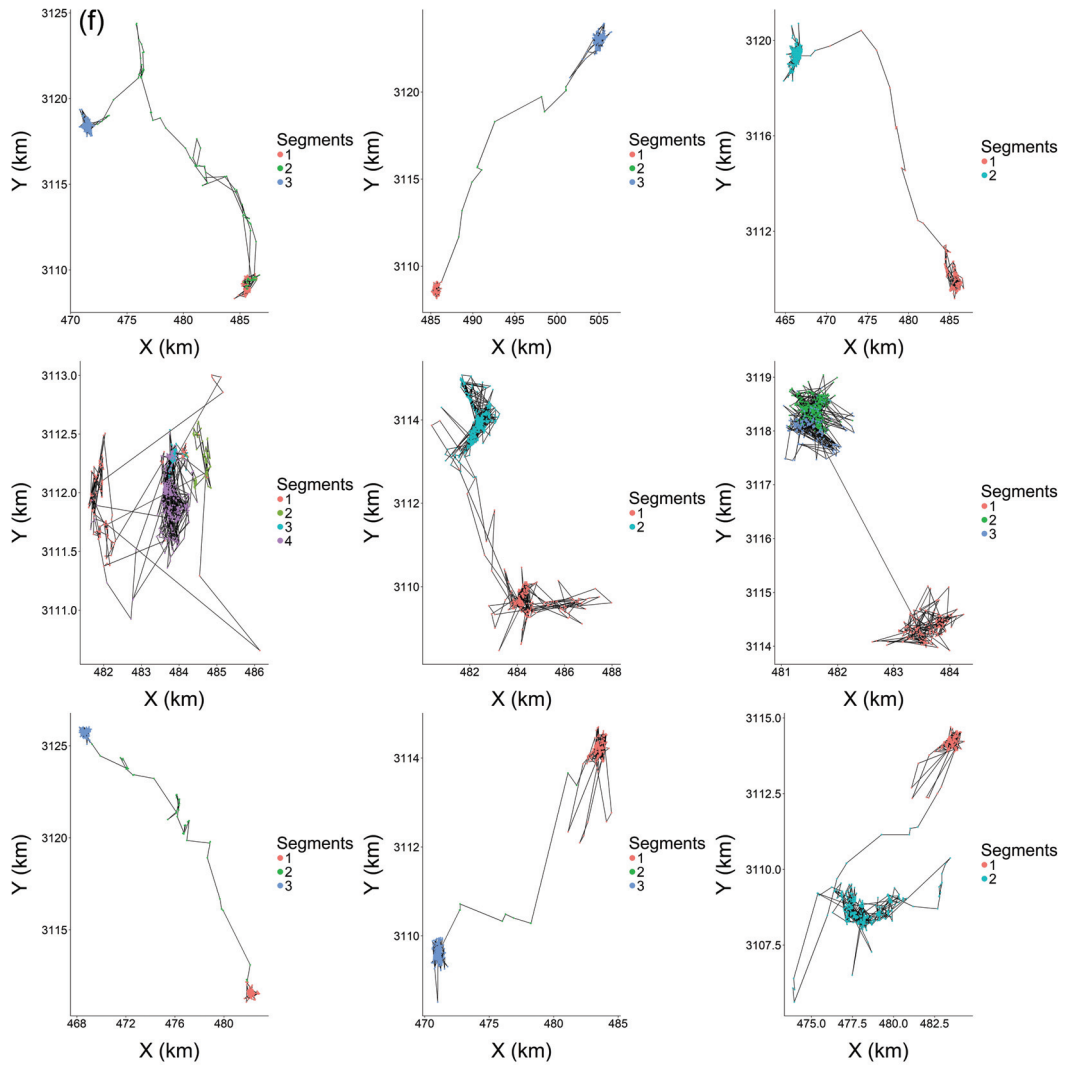 (f)
3125
3120
3115
3110
Y (km)
470 475 480 485
X (km)
Segments
1
2
3
3120
3115
3110
Y (km)
485 490 495 500 505
X (km)
Segments
1
2
3
3120
3116
3112
Y (km)
465 470 475 480 485
X (km)
Segments
1
2
3113.0
3112.5
3112.0
3111.5
3111.0
Y (km)
482 483 484 485 486
X (km)
Segments
1
2
3
4
3114
3112
3110
Y (km)
482 484 486 488
X (km)
Segments
1
2
3119
3118
3117
3116
3115
3114
Y (km)
481 482 483 484
X (km)
Segments
1
2
3
3125
3120
3115
Y (km)
468 472 476 480
X (km)
Segments
1
2
3
3114
3112
3110
Y (km)
470 475 480 485
X (km)
Segments
1
2
3
3115.0
3112.5
3110.0
3107.5
Y (km)
475.0 477.5 480.0 482.5
X (km)
Segments
1
2